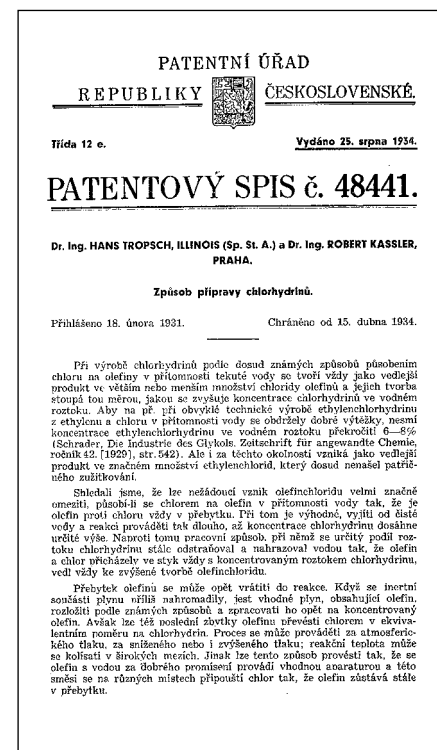 PATENTNÍ ÚŘAD
REPUBLIKY ČESKOSLOVENSKÉ.
Třída 12 e.
Vydáno 25. srpna 1934.
PATENTOVÝ SPIS č. 48441.
Dr. Ing. HANS TROPSCH, ILLINOIS (Sp. St. A.) a Dr. Ing. ROBERT KASSLER,
PRAHA.
Způsob přípravy chlorhydrinů.
Přihlášeno 18. února 1931.
Chráněno od 15. dubna 1934.
Při výrobě chlorhydrinů podle dosud známých způsobů působením
chloru na olefiny v přítomnosti tekuté vody se tvoří vždy jako vedlejší
produkt ve větším nebo menším množství chloridy olefinů a jejich tvorba
stoupá tou měrou, jakou se zvyšuje koncentrace chlorhydrinů ve vodném
roztoku. Aby na př. při obvyklé technické výrobě ethylenchlorhydrinu
z ethylenu a chloru v přítomnosti vody se obdržely dobré výtěžky, nesmí
koncentrace ethylenchlorhydrinu ve vodném roztoku překročiti 6—8%
(Schrader, Die Industrie des Glykols. Zeitschrift für angewandte Chemie,
ročník 42. [1929], str. 542). Ale i za těchto okolností vzniká jako vedlejší
produkt ve značném množství ethylenchlorid, který dosud nenašel patřič-
ného zužitkování.
Shledali jsme, že lze nežádoucí vznik olefinchloridu velmi značně
omeziti, působí-li se chlorem na olefin v přítomnosti vody tak, že je
olefin proti chloru vždy v přebytku. Při tom je výhodné, vyjíti od čisté
vody a reakci prováděti tak dlouho, až koncentrace chlorhydrinu dosáhne
určité výše. Naproti tomu pracovní způsob, při němž se určitý podíl roz-
toku chlorhydrinu stále odstraňoval a nahrazoval vodou tak, že olefin
a chlor přicházely ve styk vždy s koncentrovaným roztokem chlorhydrinu,
vedl vždy ke zvýšené tvorbě olefinchloridu.
Přebytek olefinu se může opět vrátiti do reakce. Když se inertní
součásti plynu příliš nahromadily, jest vhodné plyn, obsahující olefin,
rozložiti podle známých způsobů a zpracovati ho opět na koncentrovaný
olefin. Avšak lze též poslední zbytky olefinu převésti chlorem v ekviva-
lentním poměru na chlorhydrin. Proces se může prováděti za atmosferic-
kého tlaku, za sníženého nebo i zvýšeného tlaku; reakční teplota může
se kolísati v širokých mezích. Jinak lze tento způsob provésti tak, že se
olefin s vodou za dobrého promísení provádí vhodnou aparaturou a této
směsi se na různých místech připouští chlor tak, že olefin zůstává stále
v přebytku.